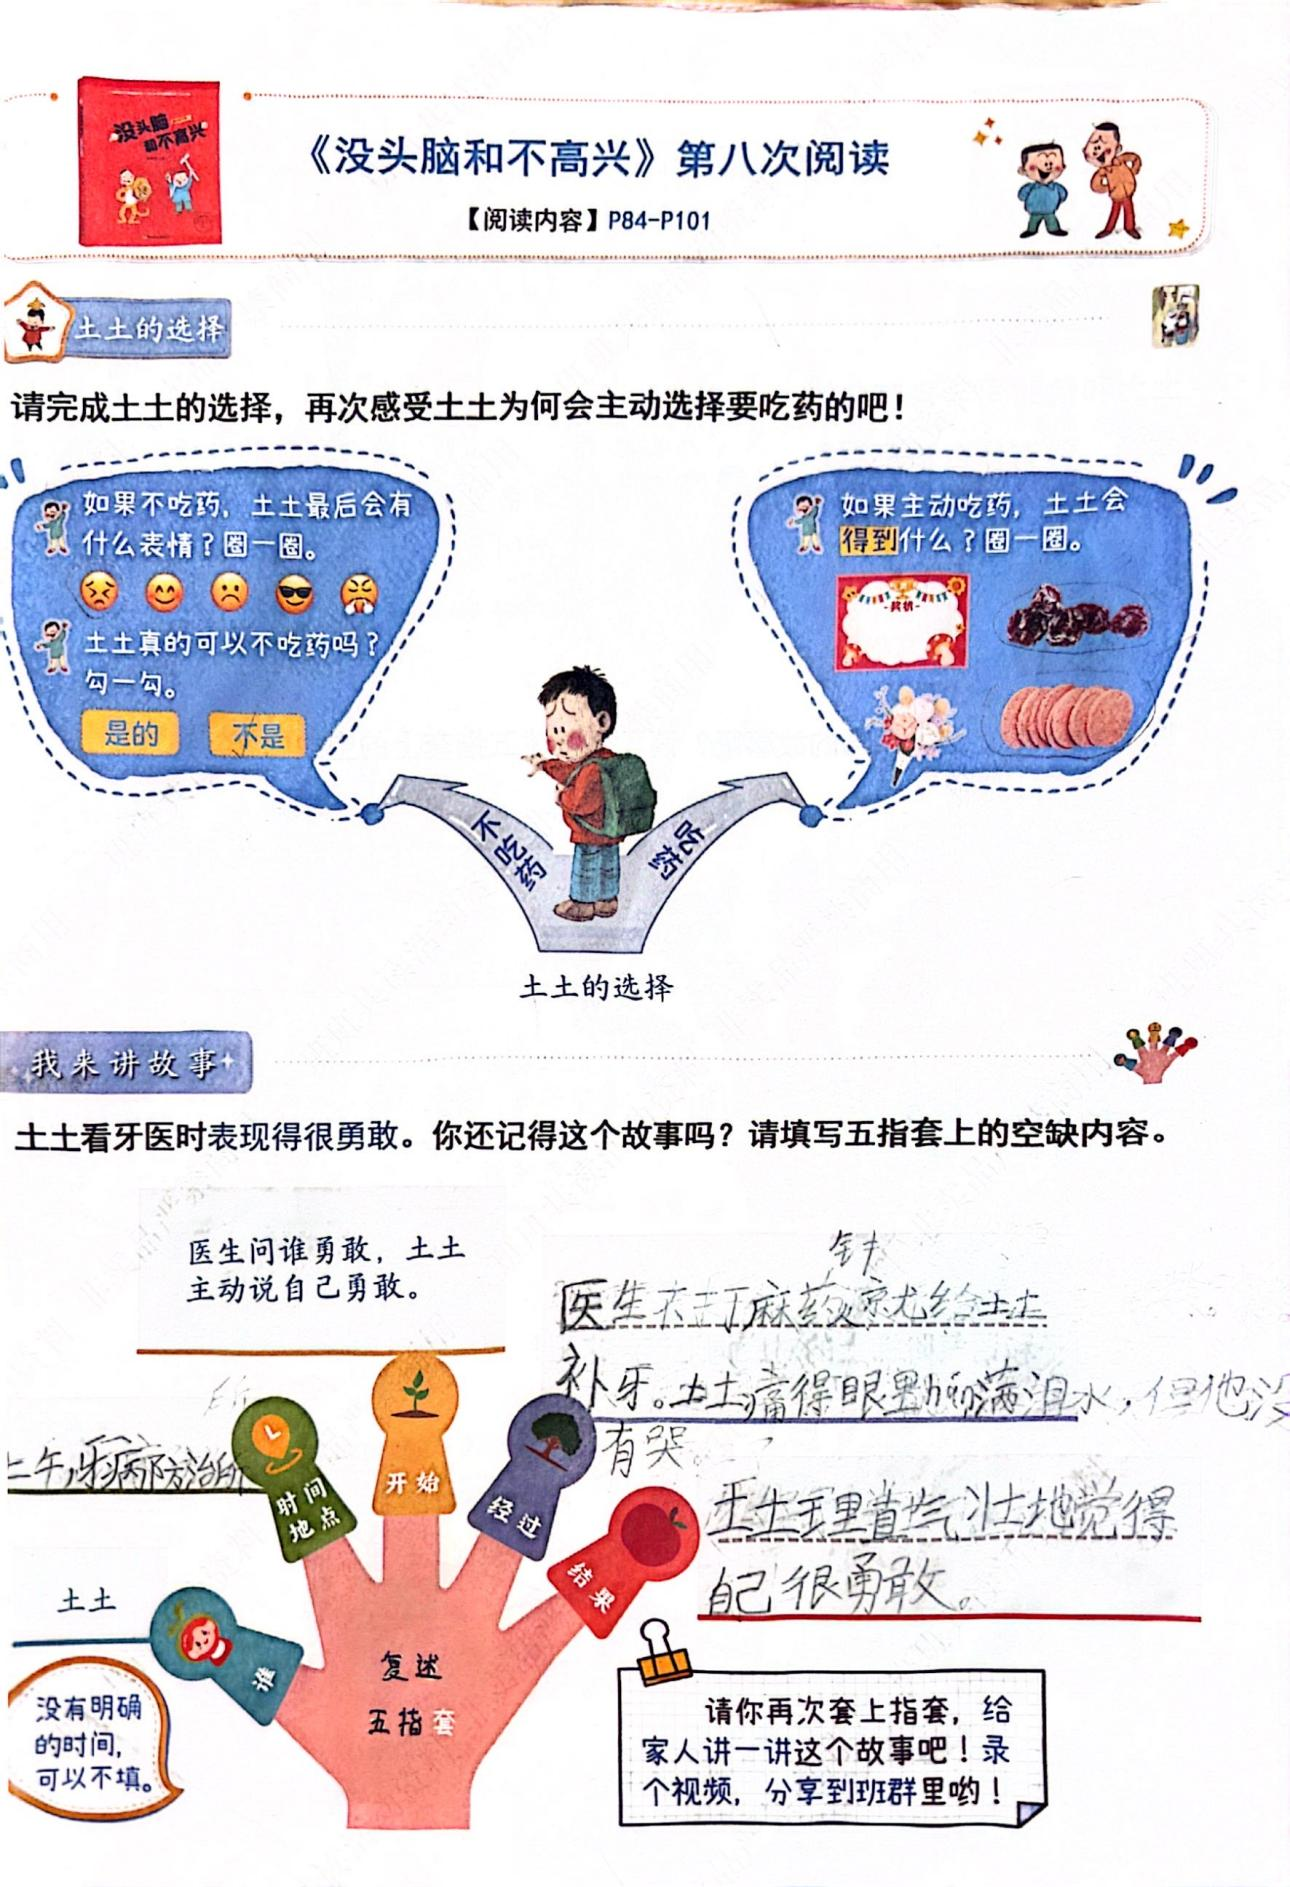 没头脑
和不高兴
《没头脑和不高兴》第八次阅读
【阅读内容】P84-P101
土土的选择
请完成土土的选择，再次感受土土为何会主动选择要吃药的吧！
如果不吃药，土土最后会有
什么表情？圈一圈。
土土真的可以不吃药吗？
勾一勾。
是的
不是
如果主动吃药，土土会
得到什么？圈一圈。
奖状
不吃药
吃药
土土的选择
我来讲故事
土土看牙医时表现得很勇敢。你还记得这个故事吗？请填写五指套上的空缺内容。
医生问谁勇敢，土土
主动说自己勇敢。
针
医生不打麻药就给土土
补牙。土土痛得眼里满泪水，但他没
有哭。
上午，牙病防治所
时间
地点
开始
经过
结果
土土理直气壮地觉得
自己很勇敢。
土土
谁
复述
五指套
没有明确
的时间，
可以不填。
请你再次套上指套，给
家人讲一讲这个故事吧！录
个视频，分享到班群里哟！